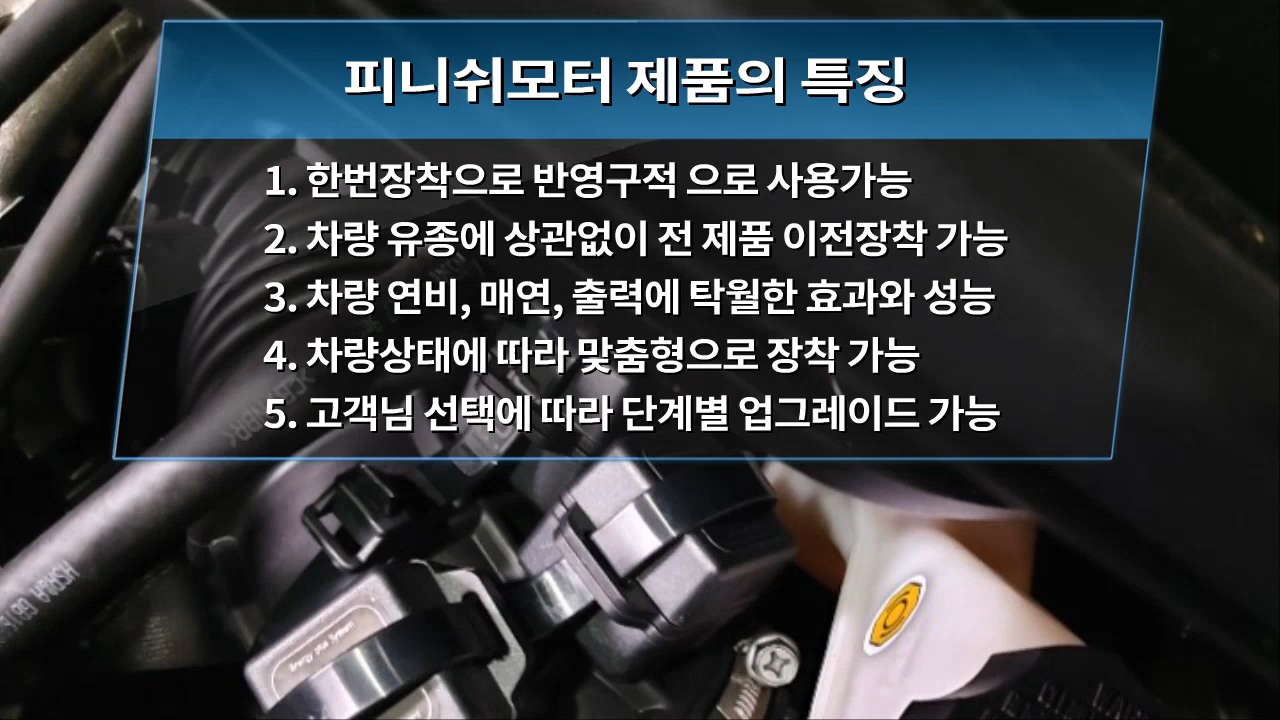 피니쉬모터 제품의 특징
1. 한번장착으로 반영구적 으로 사용가능
2. 차량 유종에 상관없이 전 제품 이전장착 가능
3. 차량 연비, 매연, 출력에 탁월한 효과와 성능
4. 차량상태에 따라 맞춤형으로 장착 가능
5. 고객님 선택에 따라 단계별 업그레이드 가능